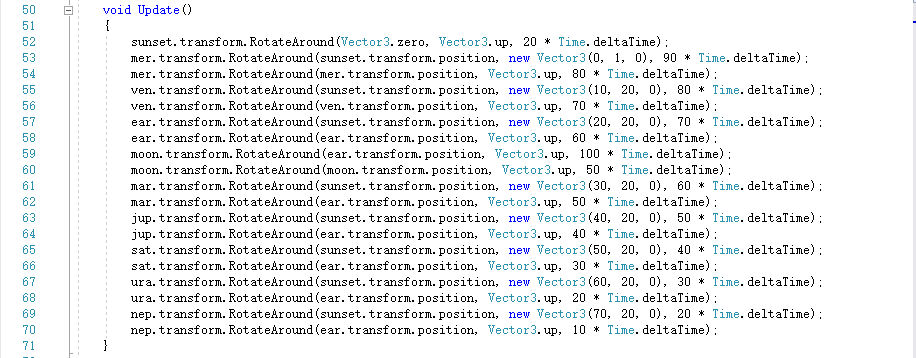 50 void Update()
51 {
52 sunset.transform.RotateAround(Vector3.zero, Vector3.up, 20 * Time.deltaTime);
53 mer.transform.RotateAround(sunset.transform.position, new Vector3(0, 1, 0), 90 * Time.deltaTime);
54 mer.transform.RotateAround(mer.transform.position, Vector3.up, 80 * Time.deltaTime);
55 ven.transform.RotateAround(sunset.transform.position, new Vector3(10, 20, 0), 80 * Time.deltaTime);
56 ven.transform.RotateAround(ven.transform.position, Vector3.up, 70 * Time.deltaTime);
57 ear.transform.RotateAround(sunset.transform.position, new Vector3(20, 20, 0), 70 * Time.deltaTime);
58 ear.transform.RotateAround(ear.transform.position, Vector3.up, 60 * Time.deltaTime);
59 moon.transform.RotateAround(ear.transform.position, Vector3.up, 100 * Time.deltaTime);
60 moon.transform.RotateAround(moon.transform.position, Vector3.up, 50 * Time.deltaTime);
61 mar.transform.RotateAround(sunset.transform.position, new Vector3(30, 20, 0), 60 * Time.deltaTime);
62 mar.transform.RotateAround(ear.transform.position, Vector3.up, 50 * Time.deltaTime);
63 jup.transform.RotateAround(sunset.transform.position, new Vector3(40, 20, 0), 50 * Time.deltaTime);
64 jup.transform.RotateAround(ear.transform.position, Vector3.up, 40 * Time.deltaTime);
65 sat.transform.RotateAround(sunset.transform.position, new Vector3(50, 20, 0), 40 * Time.deltaTime);
66 sat.transform.RotateAround(ear.transform.position, Vector3.up, 30 * Time.deltaTime);
67 ura.transform.RotateAround(sunset.transform.position, new Vector3(60, 20, 0), 30 * Time.deltaTime);
68 ura.transform.RotateAround(ear.transform.position, Vector3.up, 20 * Time.deltaTime);
69 nep.transform.RotateAround(sunset.transform.position, new Vector3(70, 20, 0), 20 * Time.deltaTime);
70 nep.transform.RotateAround(ear.transform.position, Vector3.up, 10 * Time.deltaTime);
71 }